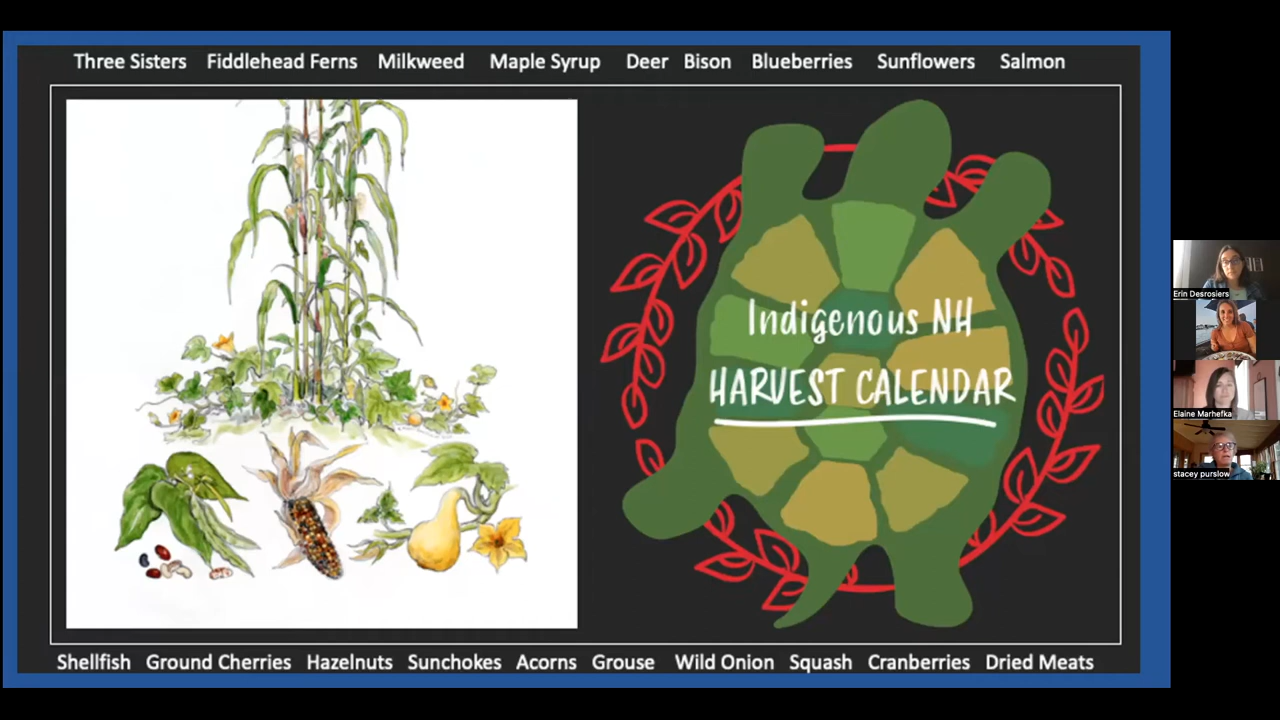 Three Sisters Fiddlehead Ferns Milkweed Maple Syrup Deer Bison Blueberries Sunflowers Salmon
Indigenous NH
HARVEST CALENDAR
Shellfish Ground Cherries Hazelnuts Sunchokes Acorns Grouse Wild Onion Squash Cranberries Dried Meats
Erin Desrosiers
Elaine Marhefka
stacey purslow